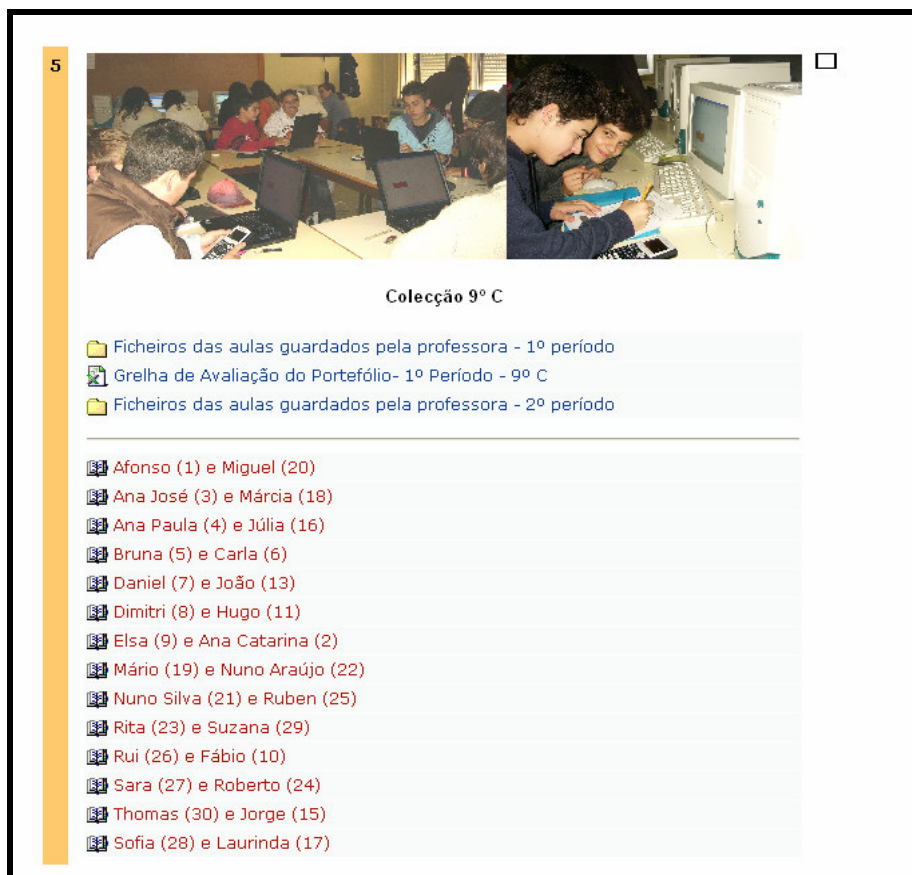 5
Colecção 9º C
Ficheiros das aulas guardados pela professora - 1º período
Grelha de Avaliação do Portefólio- 1º Período - 9º C
Ficheiros das aulas guardados pela professora - 2º período
Afonso (1) e Miguel (20)
Ana José (3) e Márcia (18)
Ana Paula (4) e Júlia (16)
Bruna (5) e Carla (6)
Daniel (7) e João (13)
Dimitri (8) e Hugo (11)
Elsa (9) e Ana Catarina (2)
Mário (19) e Nuno Araújo (22)
Nuno Silva (21) e Ruben (25)
Rita (23) e Suzana (29)
Rui (26) e Fábio (10)
Sara (27) e Roberto (24)
Thomas (30) e Jorge (15)
Sofia (28) e Laurinda (17)